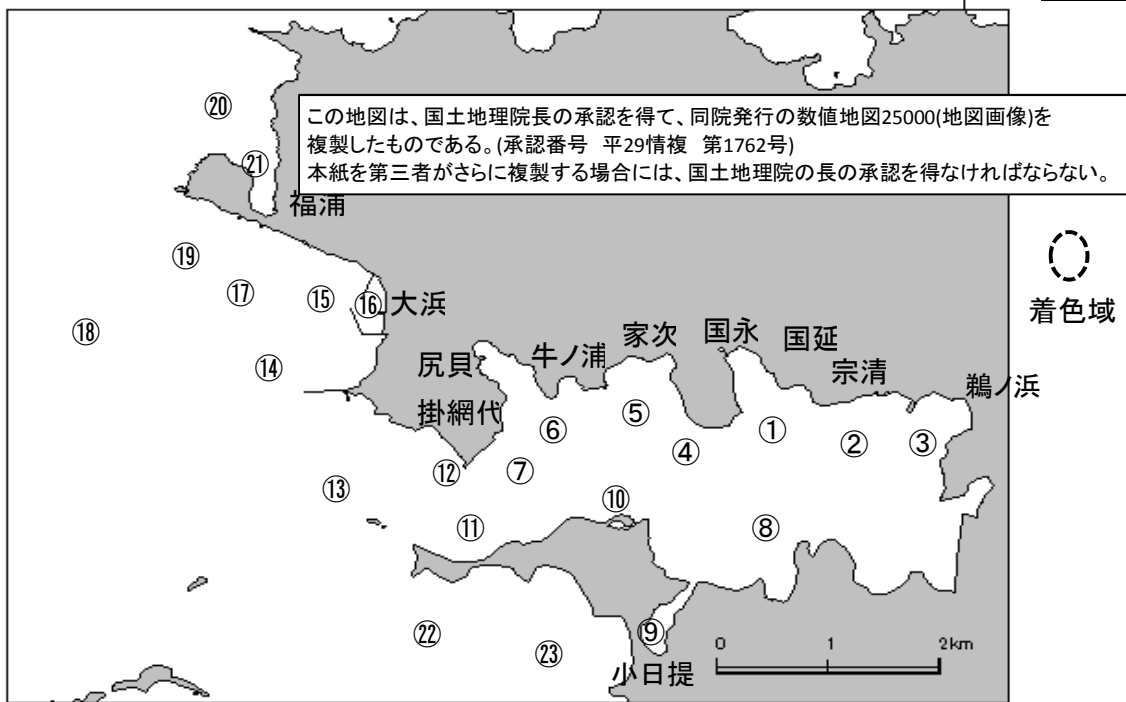 ⑳
この地図は、国土地理院長の承認を得て、同院発行の数値地図25000(地図画像)を
複製したものである。(承認番号 平29情複 第1762号)
本紙を第三者がさらに複製する場合には、国土地理院の長の承認を得なければならない。
㉑
福浦
⑲
⑰
⑮
⑯
大浜
⑱
着色域
⑭
尻貝
牛ノ浦
家次
国永
国延
宗清
鵜ノ浜
掛網代
⑥
⑤
④
①
②
③
⑫
⑦
⑬
⑩
⑪
⑧
㉒
㉓
⑨
小日提
0 1 2km